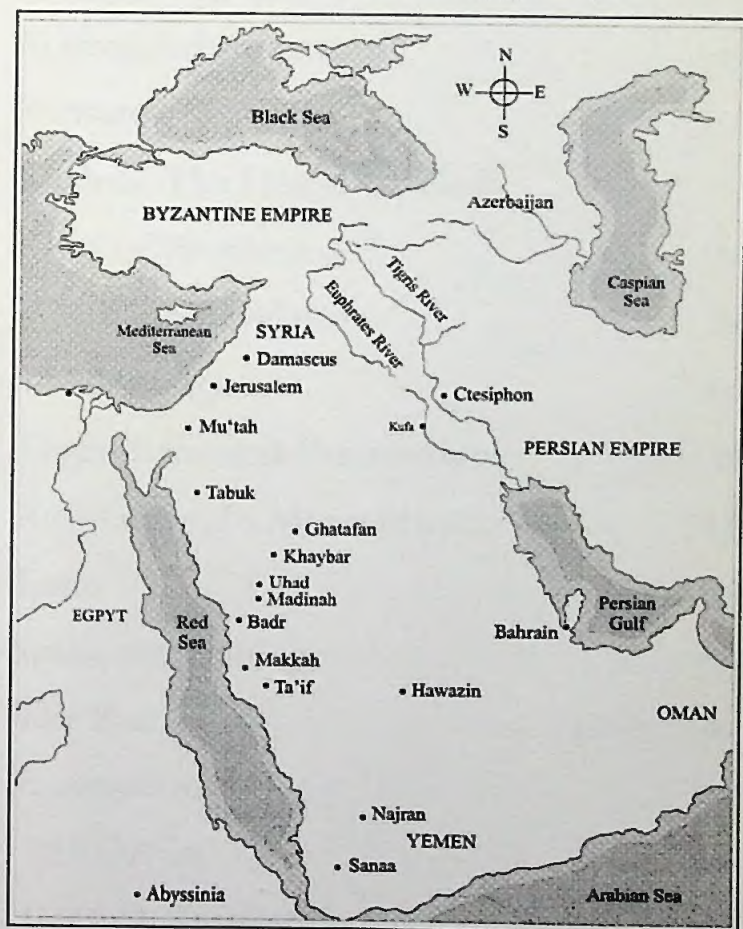 N
W E
S
Black Sea
Azerbaijan
BYZANTINE EMPIRE
Caspian
Sea
Tigris River
Euphrates River
Mediterranean
Sea
SYRIA
• Damascus
• Jerusalem
• Ctesiphon
• Mu‘tah
Kufa
PERSIAN EMPIRE
• Tabuk
• Ghatafan
• Khaybar
• Uhad
• Madinah
EGPYT
Red
Sea
• Badr
Persian
Gulf
Bahrain
• Makkah
• Ta’if
• Hawazin
OMAN
• Najran
YEMEN
• Sanaa
• Abyssinia
Arabian Sea